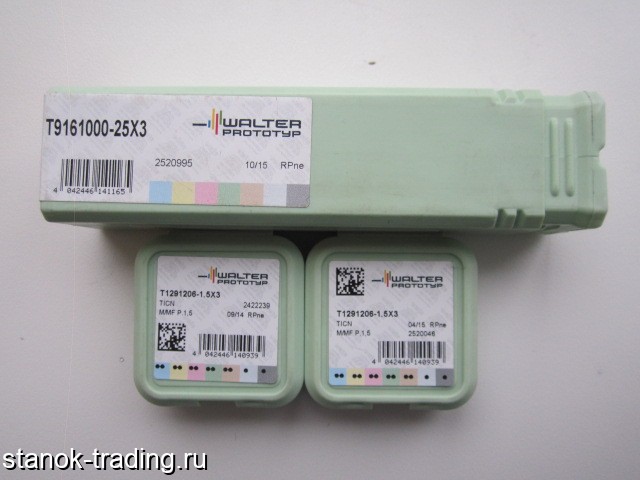 T9161000-25X3
WALTER
PROTOTYP
2520995
10/15 RPne
4 042446 141165
WALTER
PROTOTYP
T1291206-1.5X3
TICN
2422239
M/MF P.1,5
09/14 RPne
4 042446 140939
WALTER
PROTOTYP
T1291206-1.5X3
TICN
04/15 RPne
M/MF P.1,5
2520046
4 042446 140939
stanok-trading.ru